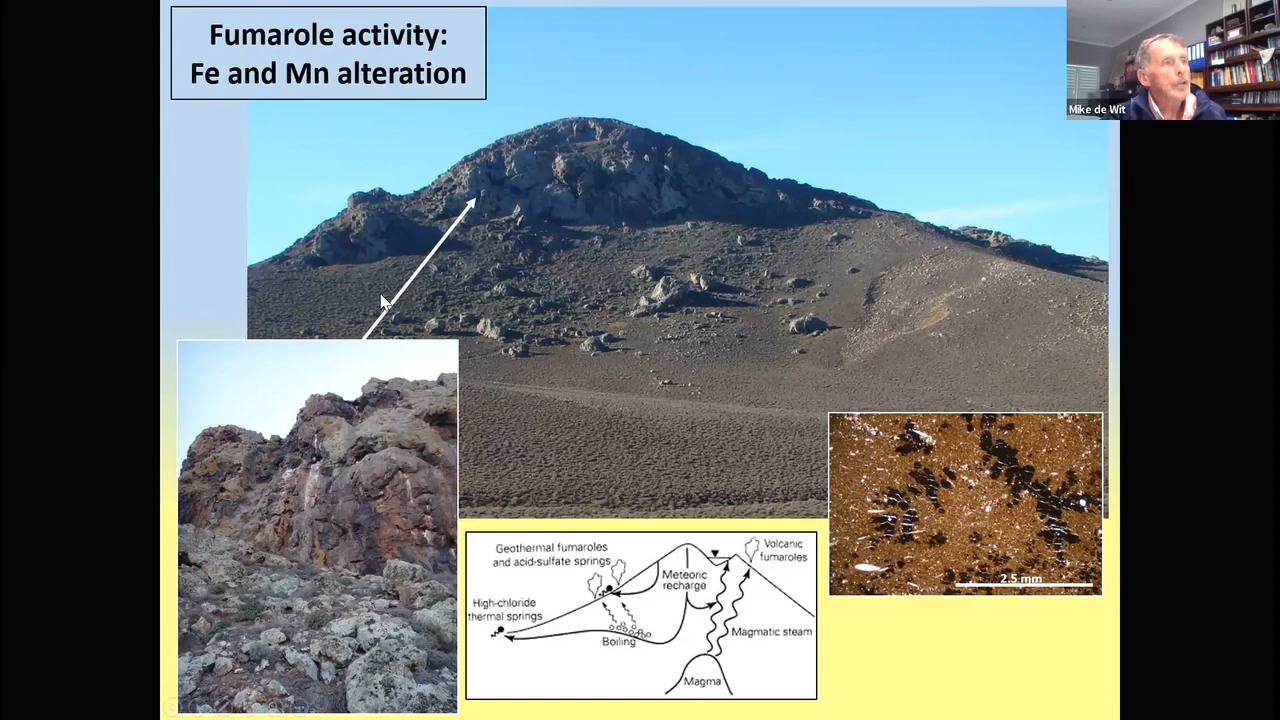 Fumarole activity:
Fe and Mn alteration
Mike de Wit
Geothermal fumaroles
and acid-sulfate springs
Volcanic
fumaroles
Meteoric
recharge
High-chloride
thermal springs
Boiling
Magmatic steam
Magma
2.5 mm